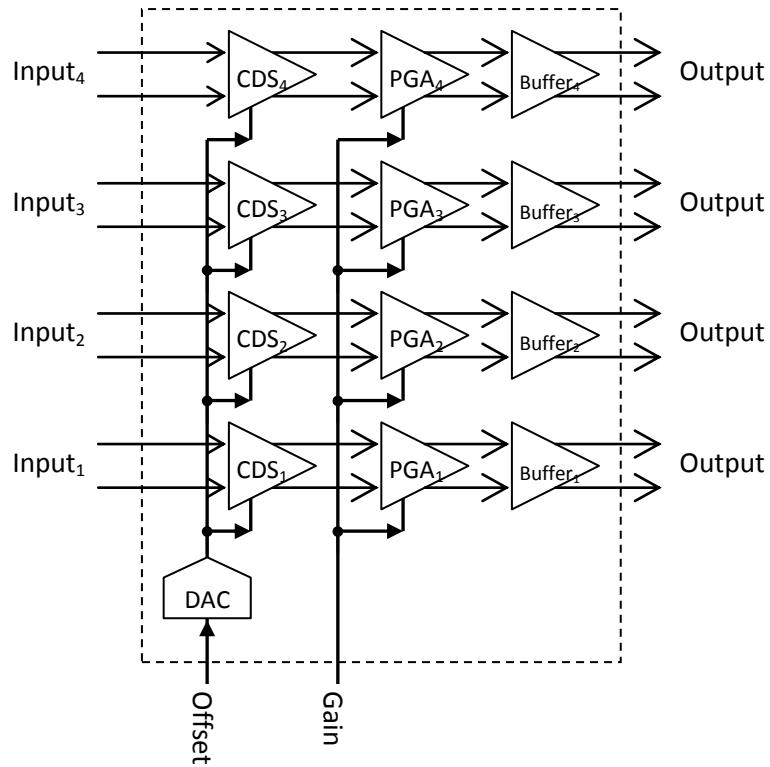 Input₄ CDS₄ PGA₄ Buffer₄ Output
Input₃ CDS₃ PGA₃ Buffer₃ Output
Input₂ CDS₂ PGA₂ Buffer₂ Output
Input₁ CDS₁ PGA₁ Buffer₁ Output
DAC
Offset
Gain